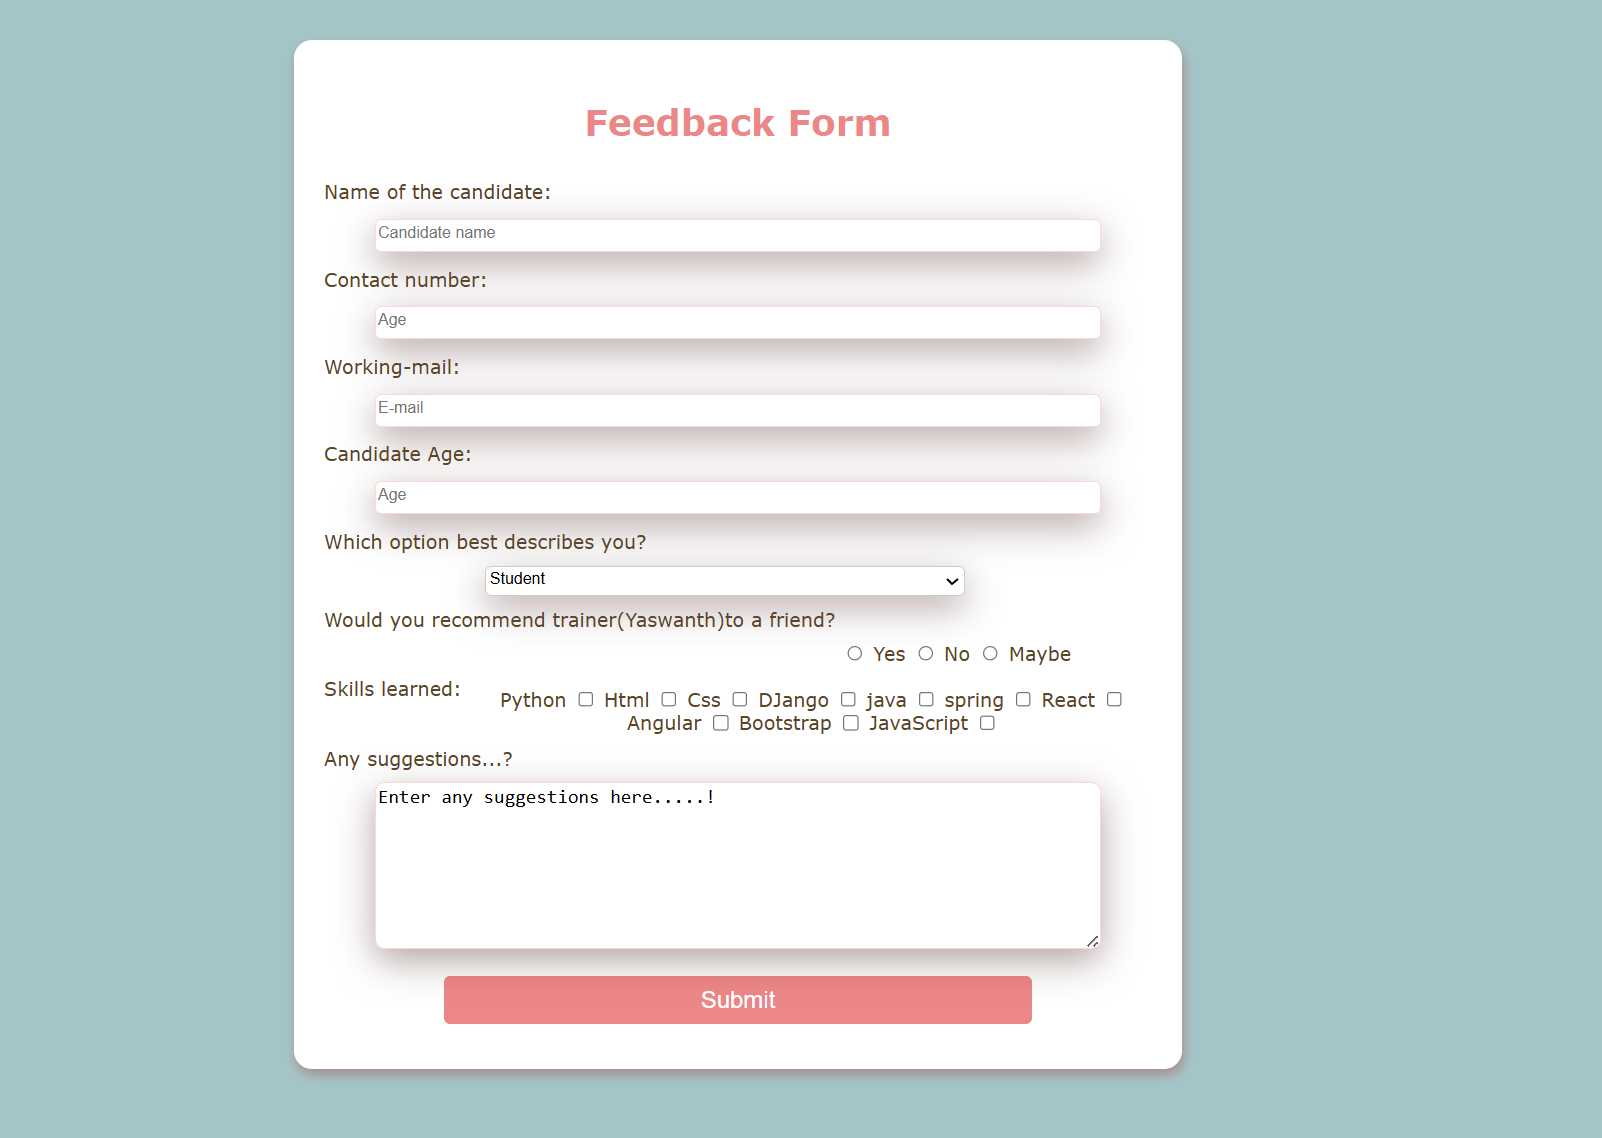 Feedback Form
Name of the candidate:
Candidate name
Contact number:
Age
Working-mail:
E-mail
Candidate Age:
Age
Which option best describes you?
Student
Would you recommend trainer(Yaswanth)to a friend?
Yes No Maybe
Skills learned:
Python Html Css DJango java spring React
Angular Bootstrap JavaScript
Any suggestions...?
Enter any suggestions here.....!
Submit